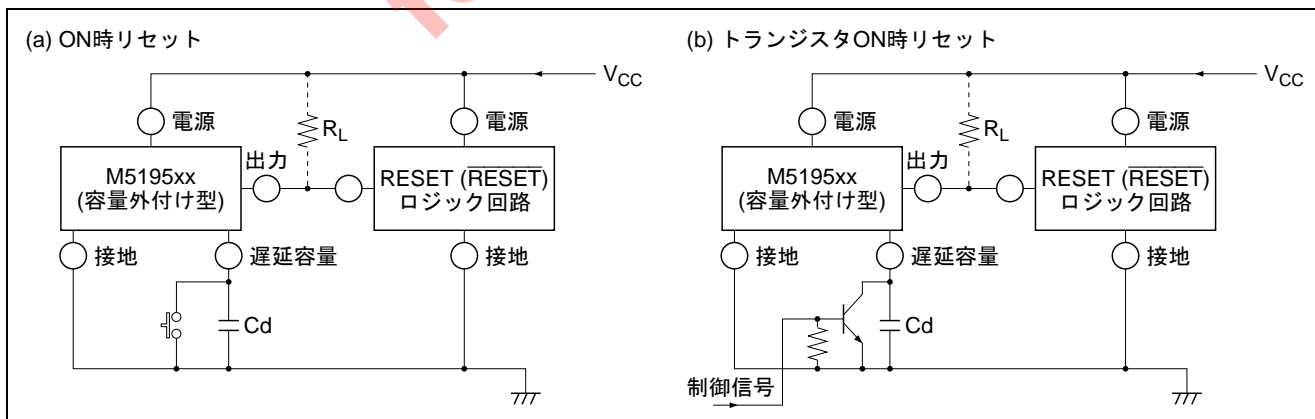 (a) ON時リセット
VCC
電源
RL
電源
出力
M5195xx
(容量外付け型)
RESET (RESET)
ロジック回路
接地
遅延容量
接地
Cd
(b) トランジスタON時リセット
VCC
電源
RL
電源
出力
M5195xx
(容量外付け型)
RESET (RESET)
ロジック回路
接地
遅延容量
接地
Cd
制御信号